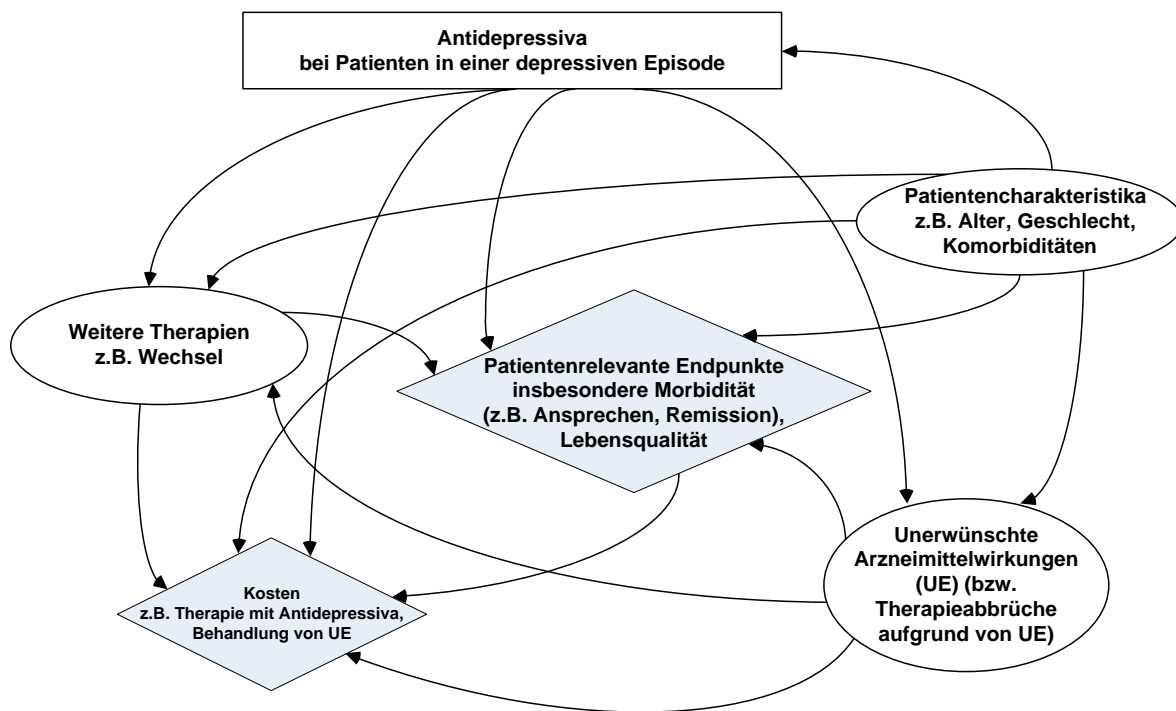 Antidepressiva
bei Patienten in einer depressiven Episode
Patientencharakteristika
z.B. Alter, Geschlecht,
Komorbiditäten
Weitere Therapien
z.B. Wechsel
Patientenrelevante Endpunkte
insbesondere Morbidität
(z.B. Ansprechen, Remission),
Lebensqualität
Unerwünschte
Arzneimittelwirkungen
(UE) (bzw.
Therapieabbrüche
aufgrund von UE)
Kosten
z.B. Therapie mit Antidepressiva,
Behandlung von UE